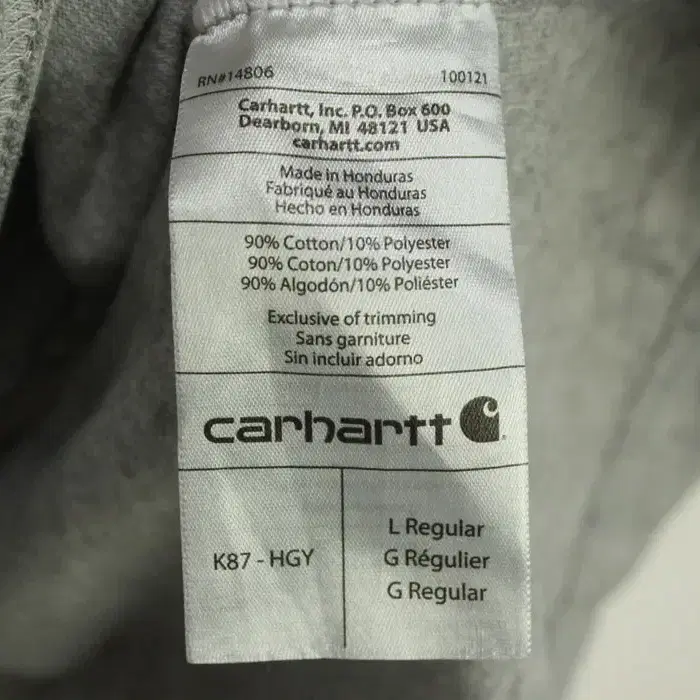 RN#14806 100121
Carhartt, Inc. P.O. Box 600
Dearborn, MI 48121 USA
carhartt.com
Made in Honduras
Fabriqué au Honduras
Hecho en Honduras
90% Cotton/10% Polyester
90% Coton/10% Polyester
90% Algodón/10% Poliéster
Exclusive of trimming
Sans garniture
Sin incluir adorno
carhartt
K87 - HGY
L Regular
G Régulier
G Regular